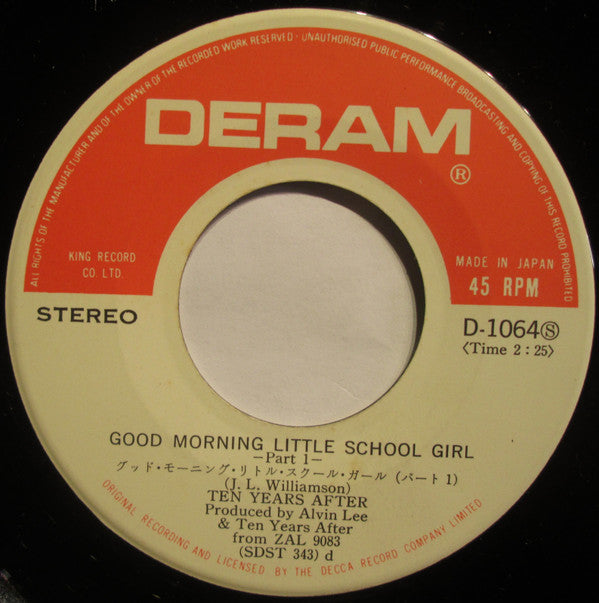 ALL RIGHTS OF THE MANUFACTURER AND OF THE OWNER OF THE RECORDED WORK RESERVED · UNAUTHORISED PUBLIC PERFORMANCE BROADCASTING AND COPYING OF THIS RECORD PROHIBITED
DERAM
®
KING RECORD
CO. LTD.
MADE IN JAPAN
45 RPM
STEREO
D-1064Ⓢ
〈Time 2:25〉
GOOD MORNING LITTLE SCHOOL GIRL
—Part 1—
グッド・モーニング・リトル・スクール・ガール (パート1)
(J. L. Williamson)
TEN YEARS AFTER
Produced by Alvin Lee
& Ten Years After
from ZAL 9083
(SDST 343) d
ORIGINAL RECORDING AND LICENSED BY THE DECCA RECORD COMPANY LIMITED